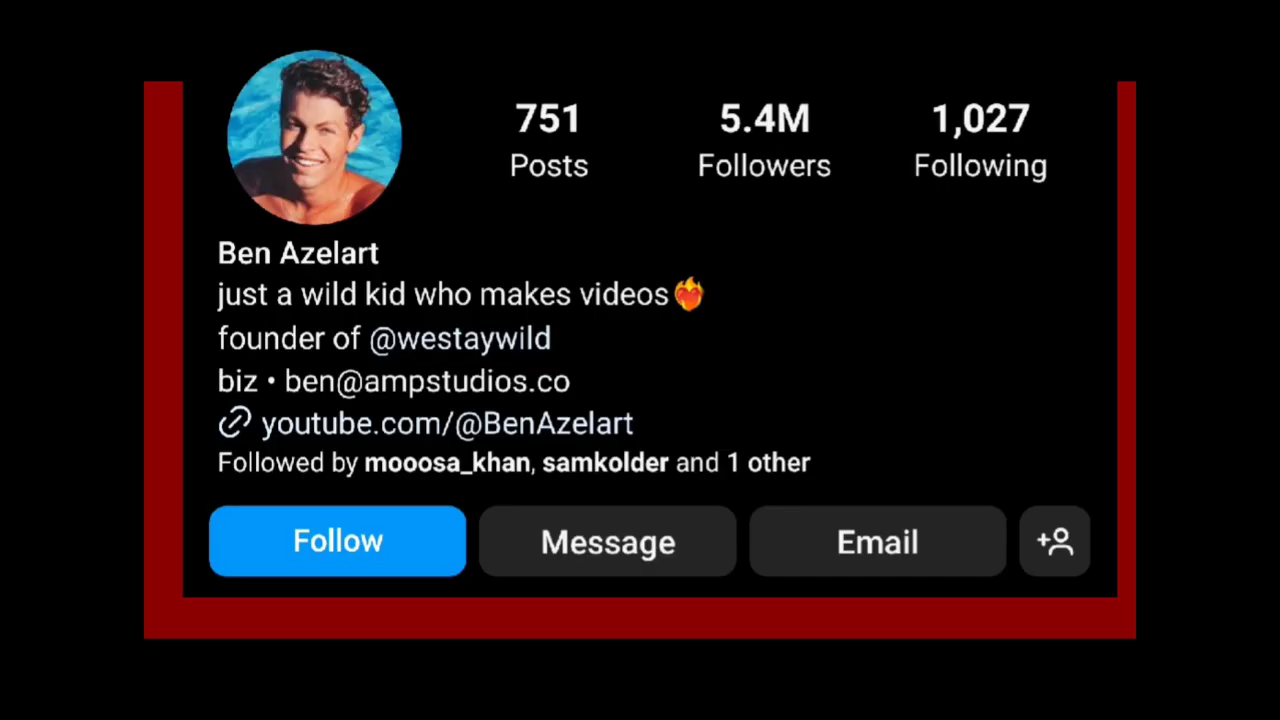 751 5.4M 1,027
Posts Followers Following
Ben Azelart
just a wild kid who makes videos❤️‍🔥
founder of @westaywild
biz • ben@ampstudios.co
youtube.com/@BenAzelart
Followed by mooosa_khan, samkolder and 1 other
Follow Message Email